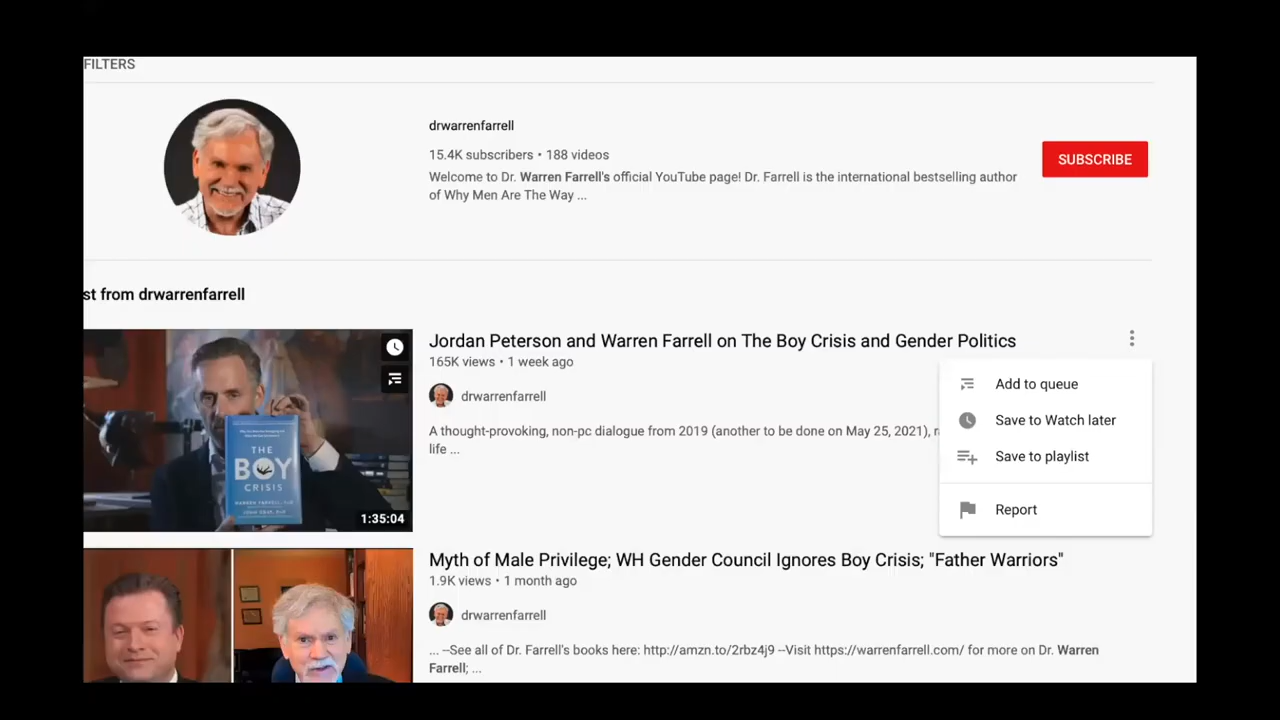 FILTERS
drwarrenfarrell
15.4K subscribers • 188 videos
SUBSCRIBE
Welcome to Dr. Warren Farrell's official YouTube page! Dr. Farrell is the international bestselling author
of Why Men Are The Way ...
st from drwarrenfarrell
Jordan Peterson and Warren Farrell on The Boy Crisis and Gender Politics
165K views • 1 week ago
drwarrenfarrell
A thought-provoking, non-pc dialogue from 2019 (another to be done on May 25, 2021),
life ...
Add to queue
Save to Watch later
Save to playlist
Report
THE
BOY
CRISIS
WARREN FARRELL, PhD
1:35:04
Myth of Male Privilege; WH Gender Council Ignores Boy Crisis; "Father Warriors"
1.9K views • 1 month ago
drwarrenfarrell
... --See all of Dr. Farrell's books here: http://amzn.to/2rbz4j9 --Visit https://warrenfarrell.com/ for more on Dr. Warren
Farrell; ...